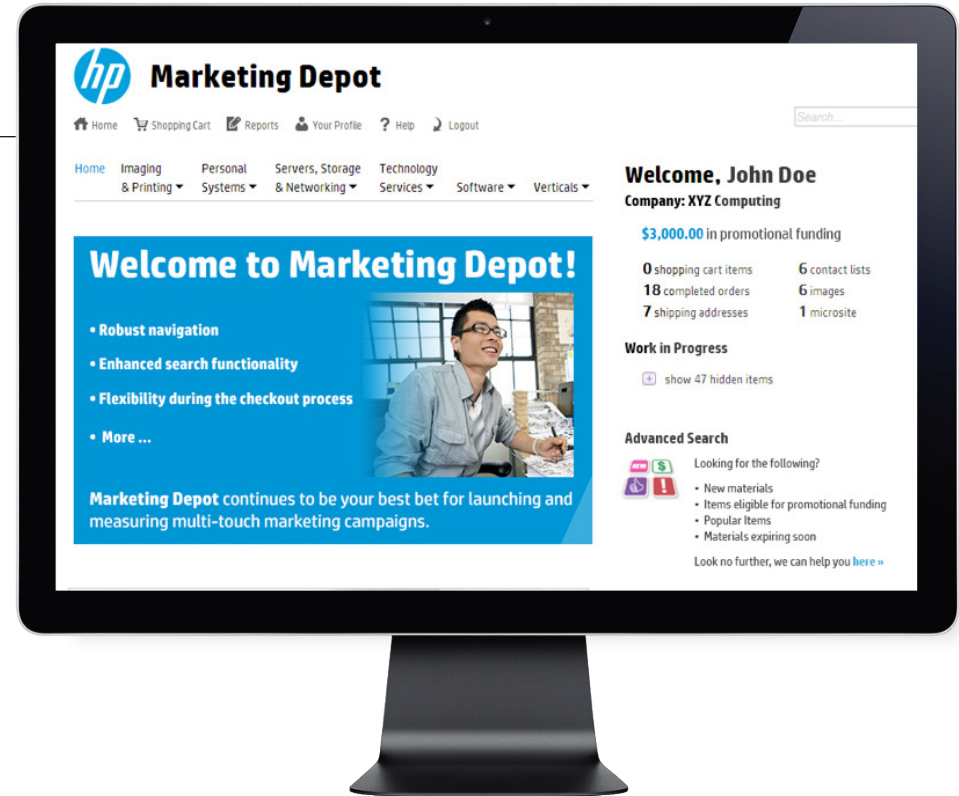 hp Marketing Depot
Home Shopping Cart Reports Your Profile ? Help Logout
Search...
Home Imaging & Printing Personal Systems Servers, Storage & Networking Technology Services Software Verticals
Welcome to Marketing Depot!
• Robust navigation
• Enhanced search functionality
• Flexibility during the checkout process
• More ...
Marketing Depot continues to be your best bet for launching and
measuring multi-touch marketing campaigns.
Welcome, John Doe
Company: XYZ Computing
$3,000.00 in promotional funding
0 shopping cart items 6 contact lists
18 completed orders 6 images
7 shipping addresses 1 microsite
Work in Progress
show 47 hidden items
Advanced Search
NEW $
!
Looking for the following?
• New materials
• Items eligible for promotional funding
• Popular Items
• Materials expiring soon
Look no further, we can help you here »